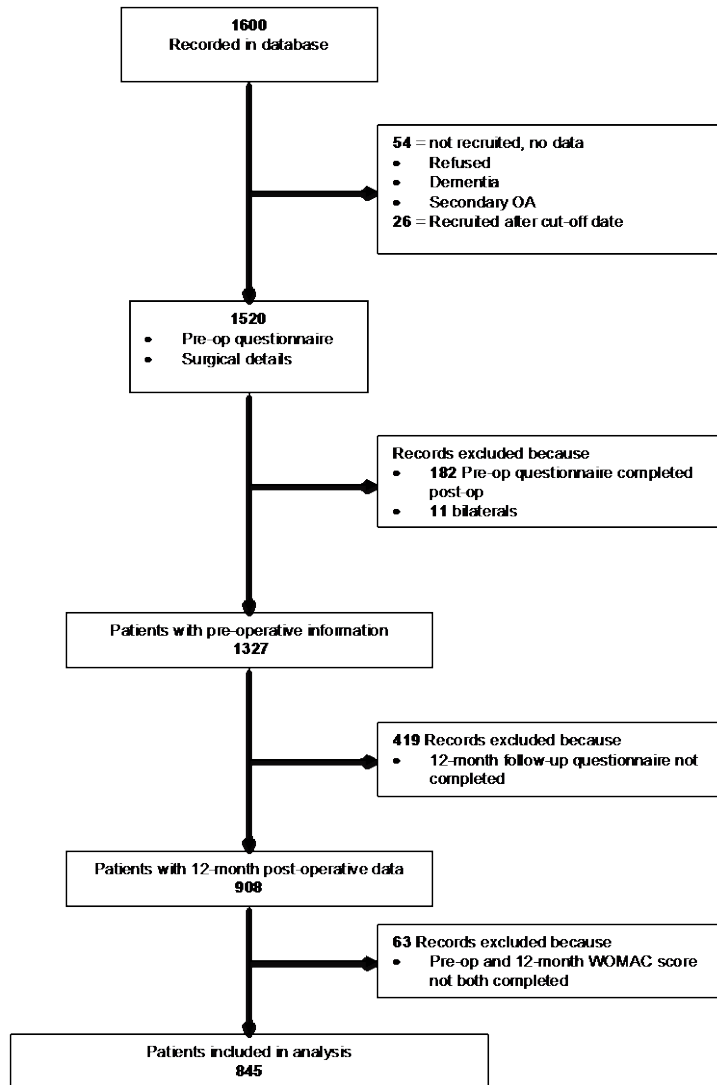 1600
Recorded in database
54 = not recruited, no data
• Refused
• Dementia
• Secondary OA
26 = Recruited after cut-off date
1520
• Pre-op questionnaire
• Surgical details
Records excluded because
• 182 Pre-op questionnaire completed
post-op
• 11 bilaterals
Patients with pre-operative information
1327
419 Records excluded because
• 12-month follow-up questionnaire not
completed
Patients with 12-month post-operative data
908
63 Records excluded because
• Pre-op and 12-month WOMAC score
not both completed
Patients included in analysis
845